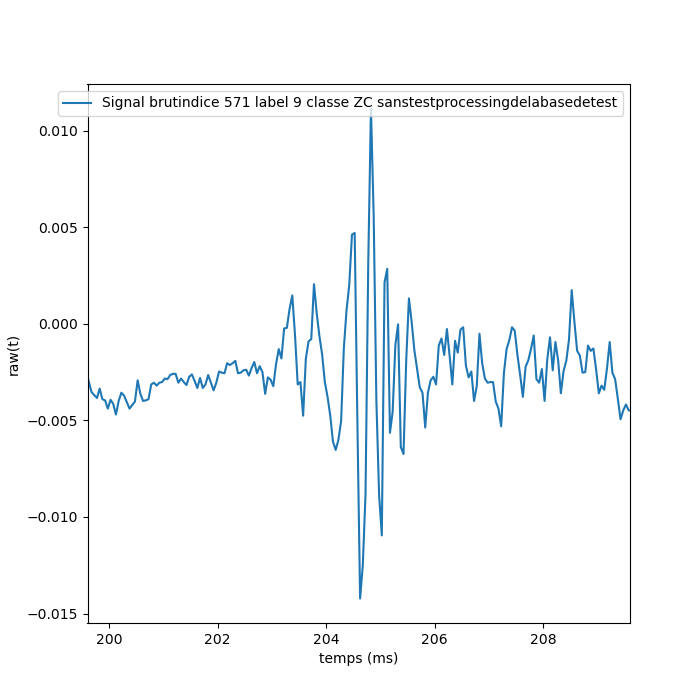 Signal brutindice 571 label 9 classe ZC sanstestprocessingdelabasedetest
0.010
0.005
0.000
−0.005
−0.010
−0.015
raw(t)
200 202 204 206 208
temps (ms)